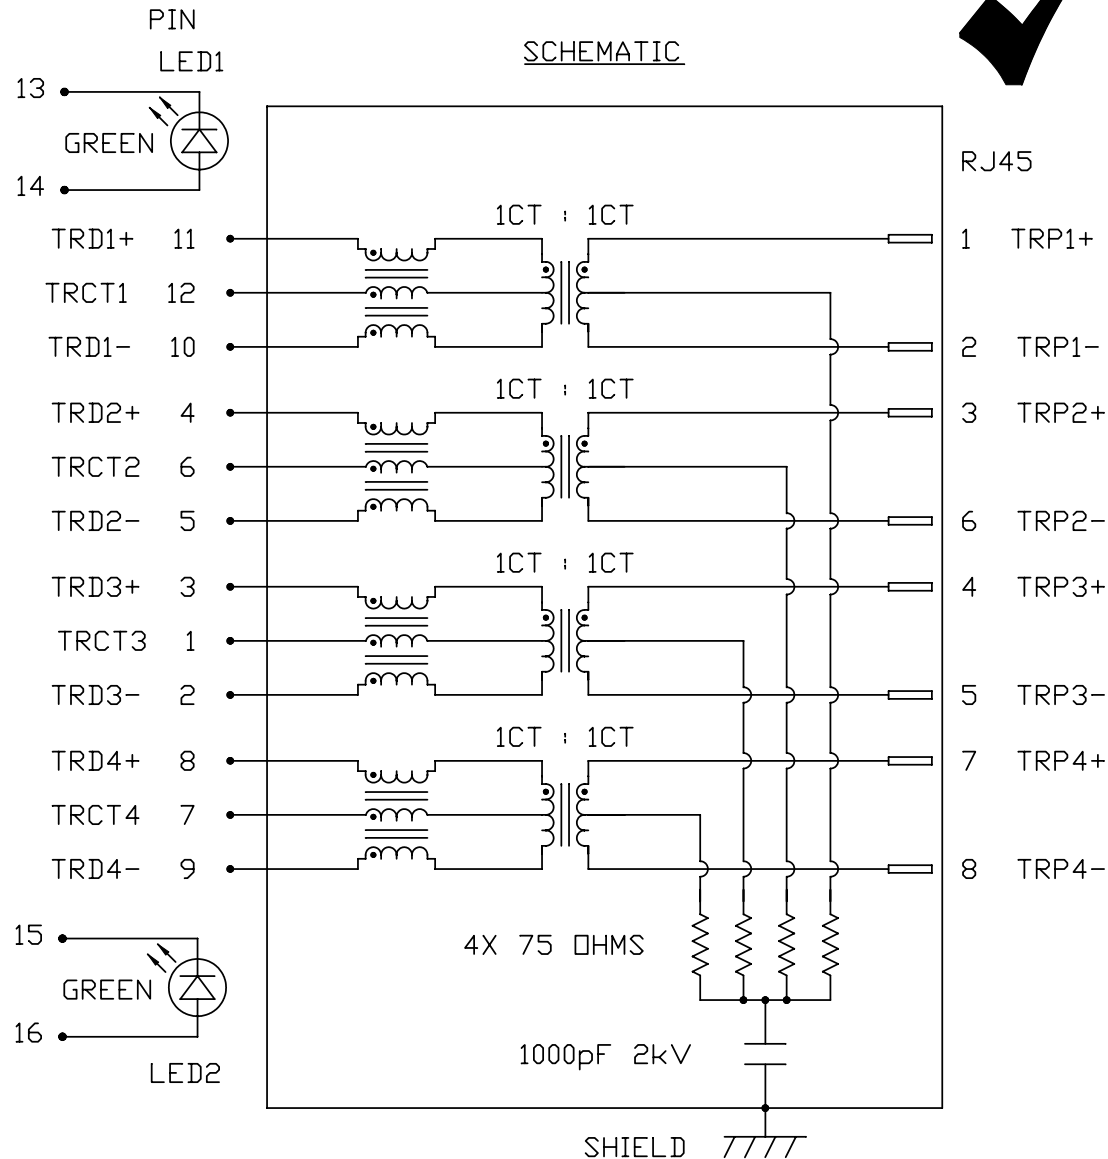 PIN
LED1
SCHEMATIC
13
GREEN
14
RJ45
1CT : 1CT
TRD1+ 11
1 TRP1+
TRCT1 12
TRD1- 10
2 TRP1-
1CT : 1CT
TRD2+ 4
3 TRP2+
TRCT2 6
TRD2- 5
6 TRP2-
1CT : 1CT
TRD3+ 3
4 TRP3+
TRCT3 1
TRD3- 2
5 TRP3-
1CT : 1CT
TRD4+ 8
7 TRP4+
TRCT4 7
TRD4- 9
8 TRP4-
15
4X 75 OHMS
GREEN
16
1000pF 2kV
LED2
SHIELD